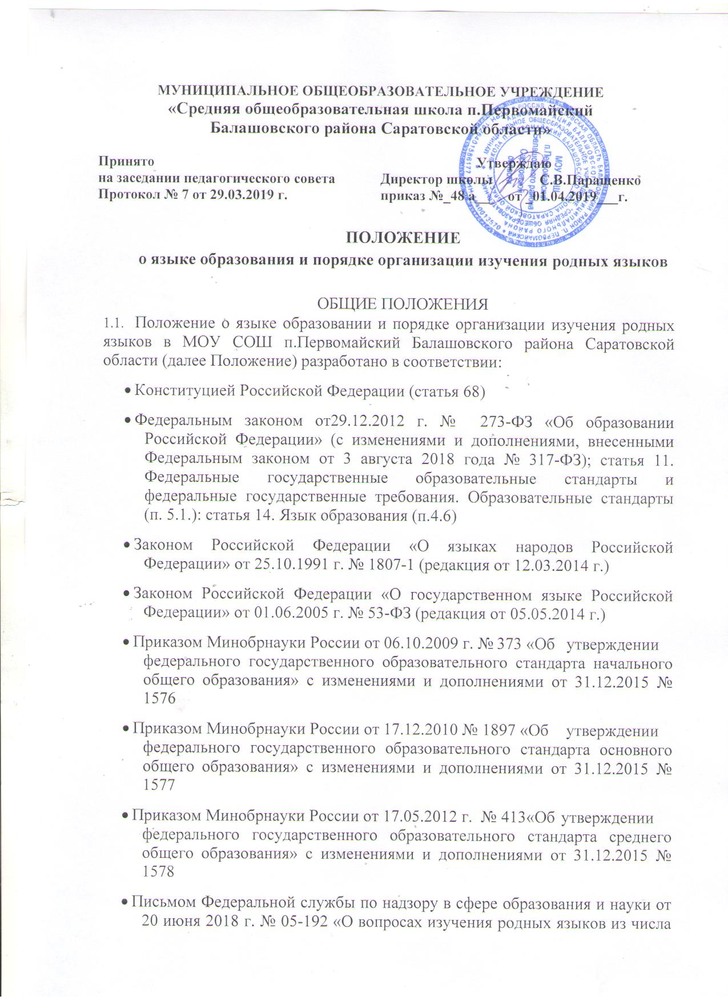 МУНИЦИПАЛЬНОЕ ОБЩЕОБРАЗОВАТЕЛЬНОЕ УЧРЕЖДЕНИЕ
«Средняя общеобразовательная школа п.Первомайский
Балашовского района Саратовской области»
Принято Утверждаю
на заседании педагогического совета Директор школы С.В.Паращенко
Протокол № 7 от 29.03.2019 г. приказ №_48 а___ от _01.04.2019___г.
МОУ СОШ
п.Первомайский
Балашовского района
Саратовской
области
ПОЛОЖЕНИЕ
о языке образования и порядке организации изучения родных языков
ОБЩИЕ ПОЛОЖЕНИЯ
1.1. Положение о языке образовании и порядке организации изучения родных
языков в МОУ СОШ п.Первомайский Балашовского района Саратовской
области (далее Положение) разработано в соответствии:
• Конституцией Российской Федерации (статья 68)
• Федеральным законом от29.12.2012 г. № 273-ФЗ «Об образовании
Российской Федерации» (с изменениями и дополнениями, внесенными
Федеральным законом от 3 августа 2018 года № 317-ФЗ); статья 11.
Федеральные государственные образовательные стандарты и
федеральные государственные требования. Образовательные стандарты
(п. 5.1.): статья 14. Язык образования (п.4.6)
• Законом Российской Федерации «О языках народов Российской
Федерации» от 25.10.1991 г. № 1807-1 (редакция от 12.03.2014 г.)
• Законом Российской Федерации «О государственном языке Российской
Федерации» от 01.06.2005 г. № 53-ФЗ (редакция от 05.05.2014 г.)
• Приказом Минобрнауки России от 06.10.2009 г. № 373 «Об утверждении
федерального государственного образовательного стандарта начального
общего образования» с изменениями и дополнениями от 31.12.2015 №
1576
• Приказом Минобрнауки России от 17.12.2010 № 1897 «Об утверждении
федерального государственного образовательного стандарта основного
общего образования» с изменениями и дополнениями от 31.12.2015 №
1577
• Приказом Минобрнауки России от 17.05.2012 г. № 413«Об утверждении
федерального государственного образовательного стандарта среднего
общего образования» с изменениями и дополнениями от 31.12.2015 №
1578
• Письмом Федеральной службы по надзору в сфере образования и науки от
20 июня 2018 г. № 05-192 «О вопросах изучения родных языков из числа